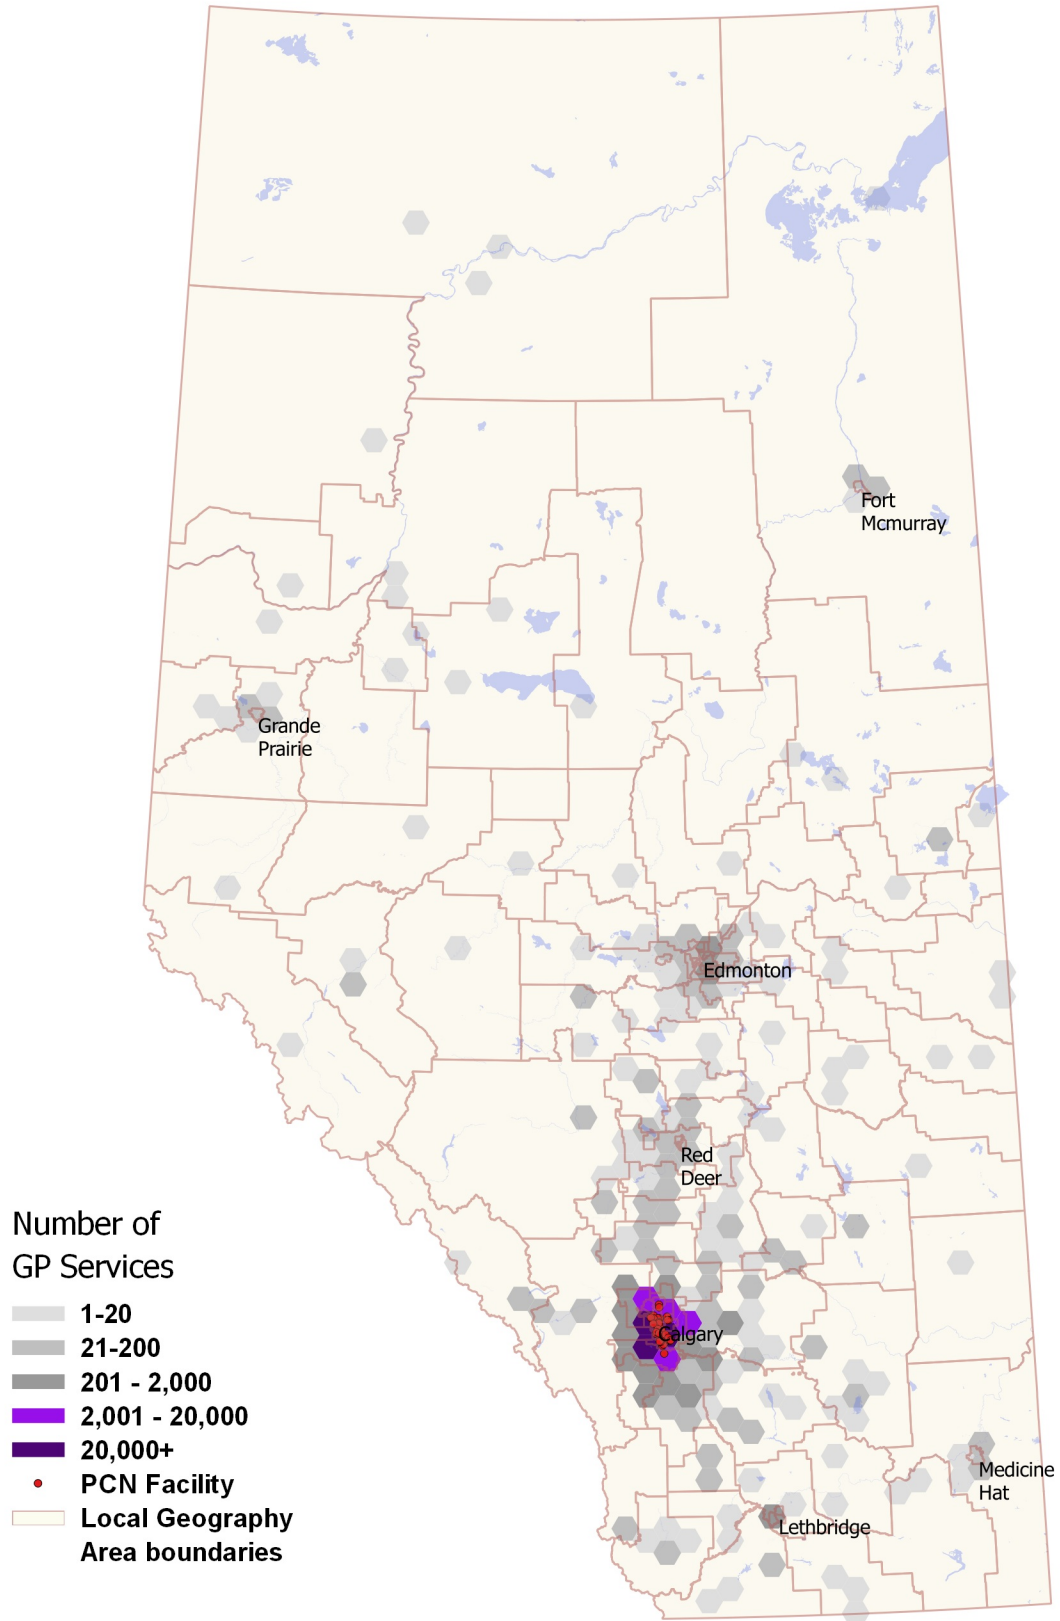 Fort
Mcmurray
Grande
Prairie
Edmonton
Red
Deer
Calgary
Medicine
Hat
Lethbridge
Number of
GP Services
1-20
21-200
201 - 2,000
2,001 - 20,000
20,000+
PCN Facility
Local Geography
Area boundaries